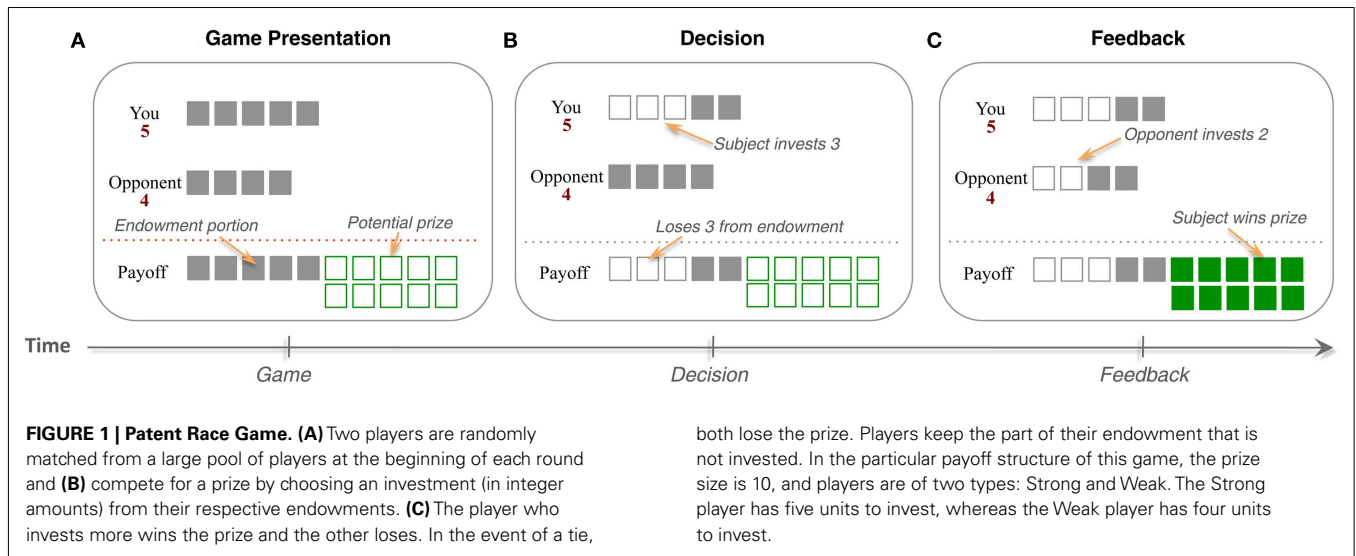 A Game Presentation
B Decision
C Feedback
You
5
Opponent
4
Endowment portion
Potential prize
Payoff
You
5
Subject invests 3
Opponent
4
Loses 3 from endowment
Payoff
You
5
Opponent invests 2
Opponent
4
Subject wins prize
Payoff
Time
Game
Decision
Feedback
FIGURE 1 | Patent Race Game. (A) Two players are randomly
matched from a large pool of players at the beginning of each round
and (B) compete for a prize by choosing an investment (in integer
amounts) from their respective endowments. (C) The player who
invests more wins the prize and the other loses. In the event of a tie,
both lose the prize. Players keep the part of their endowment that is
not invested. In the particular payoff structure of this game, the prize
size is 10, and players are of two types: Strong and Weak. The Strong
player has five units to invest, whereas the Weak player has four units
to invest.